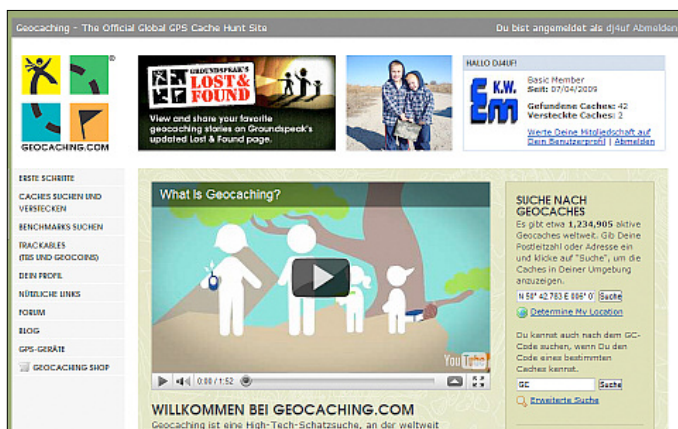 Geocaching - The Official Global GPS Cache Hunt Site
Du bist angemeldet als dj4uf Abmelden
GEOCACHING.COM
GROUNDSPEAK'S
LOST &
FOUND
View and share your favorite
geocaching stories on Groundspeak's
updated Lost & Found page.
HALLO DJ4UF!
K.W.
Em
Basic Member
Seit: 07/04/2009
Gefundene Caches: 42
Versteckte Caches: 2
Werte Deine Mitgliedschaft auf
Dein Benutzerprofil | Abmelden
ERSTE SCHRITTE
CACHES SUCHEN UND
VERSTECKEN
BENCHMARKS SUCHEN
TRACKABLES
(TBS UND GEOCOINS)
DEIN PROFIL
NÜTZLICHE LINKS
FORUM
BLOG
GPS-GERÄTE
GEOCACHING SHOP
What Is Geocaching?
YouTube
0:00 / 1:52
WILLKOMMEN BEI GEOCACHING.COM
Geocaching ist eine High-Tech-Schatzsuche, an der weltweit
SUCHE NACH
GEOCACHES
Es gibt etwa 1,234,905 aktive
Geocaches weltweit. Gib Deine
Postleitzahl oder Adresse ein
und klicke auf "Suche", um die
Caches in Deiner Umgebung
anzuzeigen.
N 50° 42.783 E 006° 0 Suche
Determine My Location
Du kannst auch nach dem GC-
Code suchen, wenn Du den
Code eines bestimmten
Caches kennst.
GC Suche
Erweiterte Suche